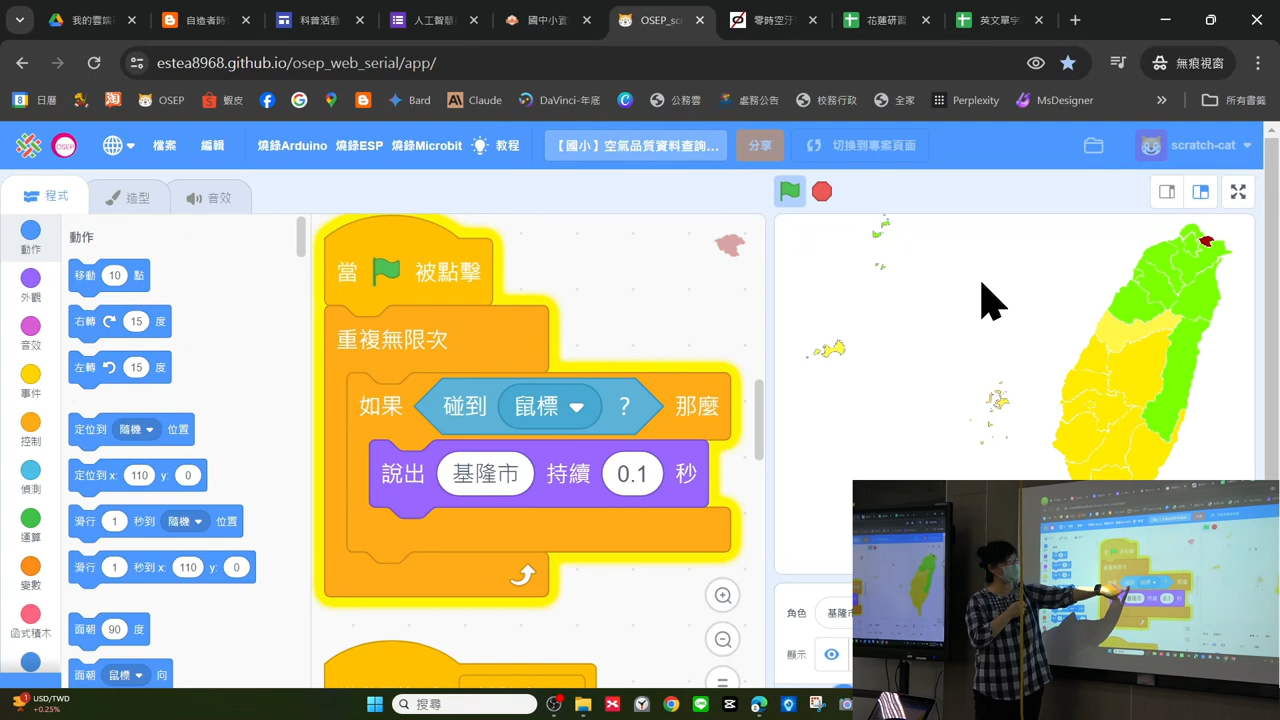 我的雲端
自造者時
科普活動
人工智慧
國中小資
OSEP_sc
零時空汙
花蓮研習
英文單字
estea8968.github.io/osep_web_serial/app/
無痕視窗
日曆
淘
OSEP
蝦皮
Bard
Claude
DaVinci-年底
公務雲
處務公告
校務行政
全家
Perplexity
MsDesigner
所有書籤
OSEP
檔案
編輯
燒錄Arduino
燒錄ESP
燒錄Microbit
教程
【國小】空氣品質資料查詢...
分享
切換到專案頁面
scratch-cat
程式
造型
音效
動作
外觀
音效
事件
控制
偵測
運算
變數
函式積木
動作
移動 10 點
右轉 15 度
左轉 15 度
定位到 隨機 位置
定位到 x: 110 y: 0
滑行 1 秒到 隨機 位置
滑行 1 秒到 x: 110 y: 0
面朝 90 度
面朝 鼠標 向
當 被點擊
重複無限次
如果 碰到 鼠標 ? 那麼
說出 基隆市 持續 0.1 秒
角色
基隆
顯示
USD/TWD
+0.25%
搜尋